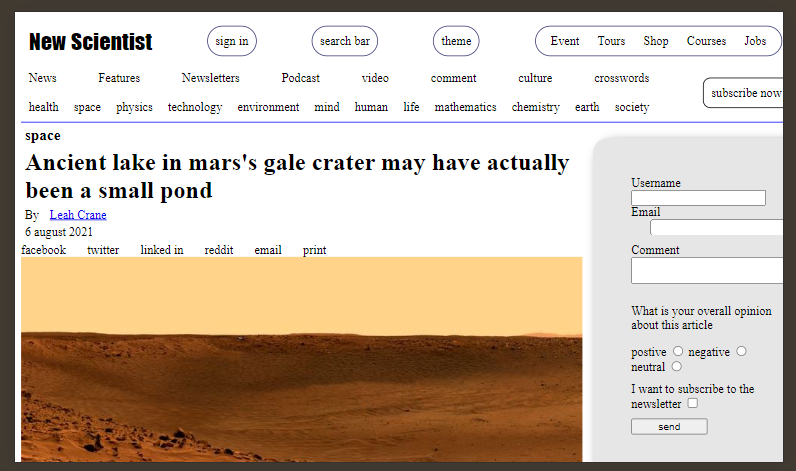 New Scientist sign in search bar theme Event Tours Shop Courses Jobs
News Features Newsletters Podcast video comment culture crosswords
subscribe now
health space physics technology environment mind human life mathematics chemistry earth society
space
Ancient lake in mars's gale crater may have actually
been a small pond
By Leah Crane
6 august 2021
facebook twitter linked in reddit email print
Username
Email
Comment
What is your overall opinion
about this article
postive negative
neutral
I want to subscribe to the
newsletter
send